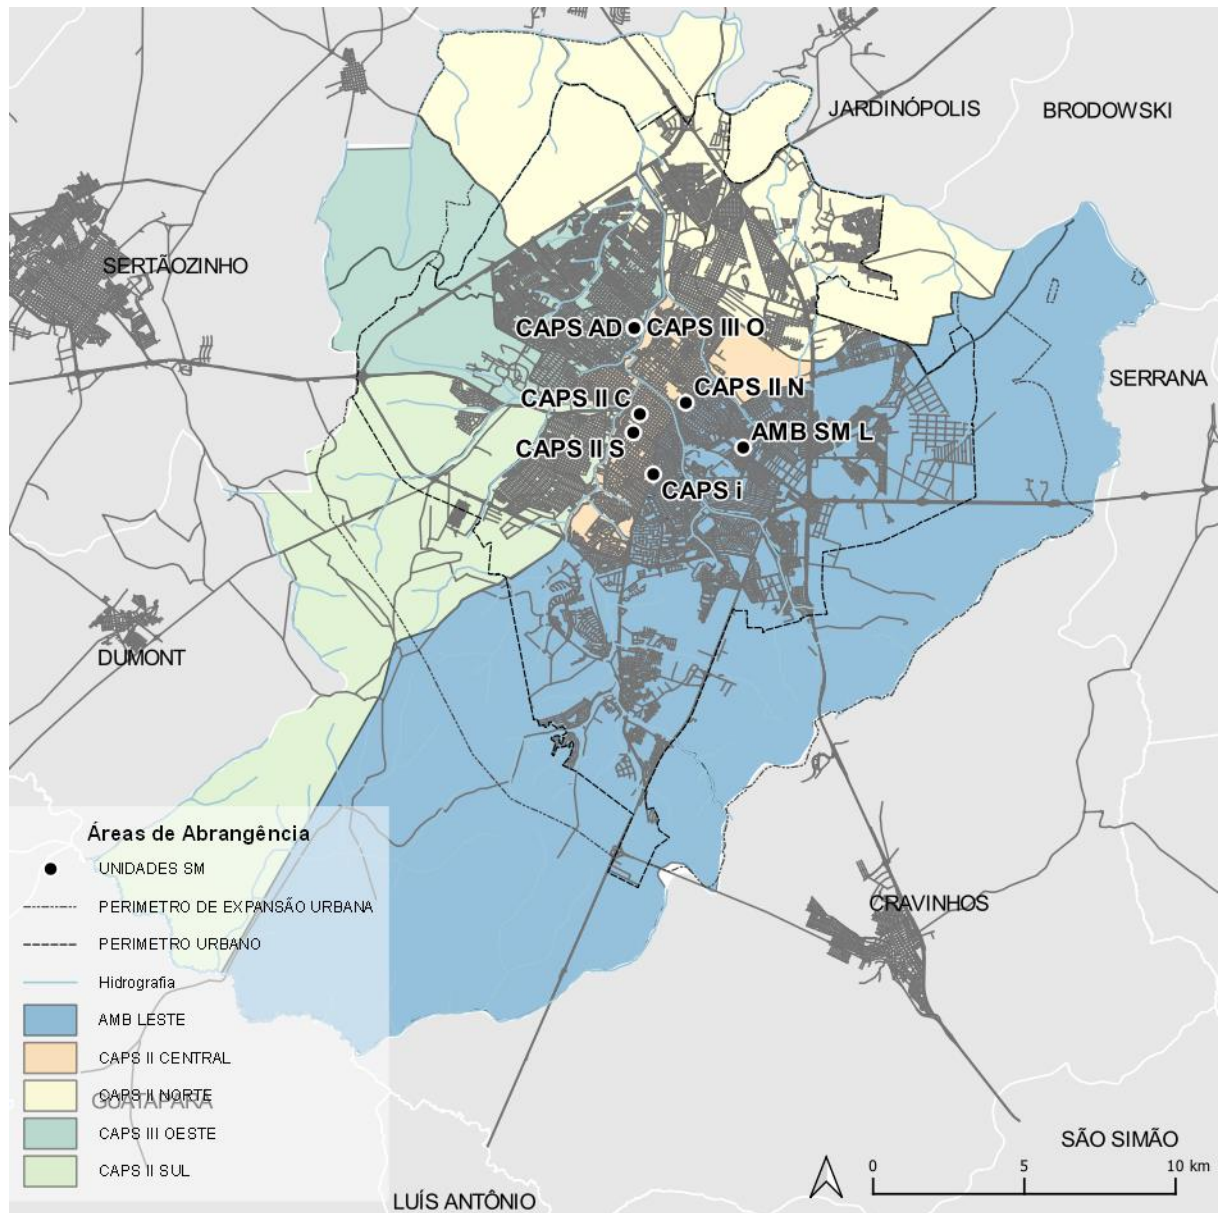 JARDINÓPOLIS
BRODOWSKI
SERTÃOZINHO
CAPS AD
CAPS III O
SERRANA
CAPS II C
CAPS II N
CAPS II S
AMB SM L
CAPS i
DUMONT
CRAVINHOS
Áreas de Abrangência
UNIDADES SM
PERIMETRO DE EXPANSÃO URBANA
PERIMETRO URBANO
Hidrografia
AMB LESTE
CAPS II CENTRAL
CAPS II NORTE
GUATAPARÁ
CAPS III OESTE
CAPS II SUL
SÃO SIMÃO
0 5 10 km
LUÍS ANTÔNIO